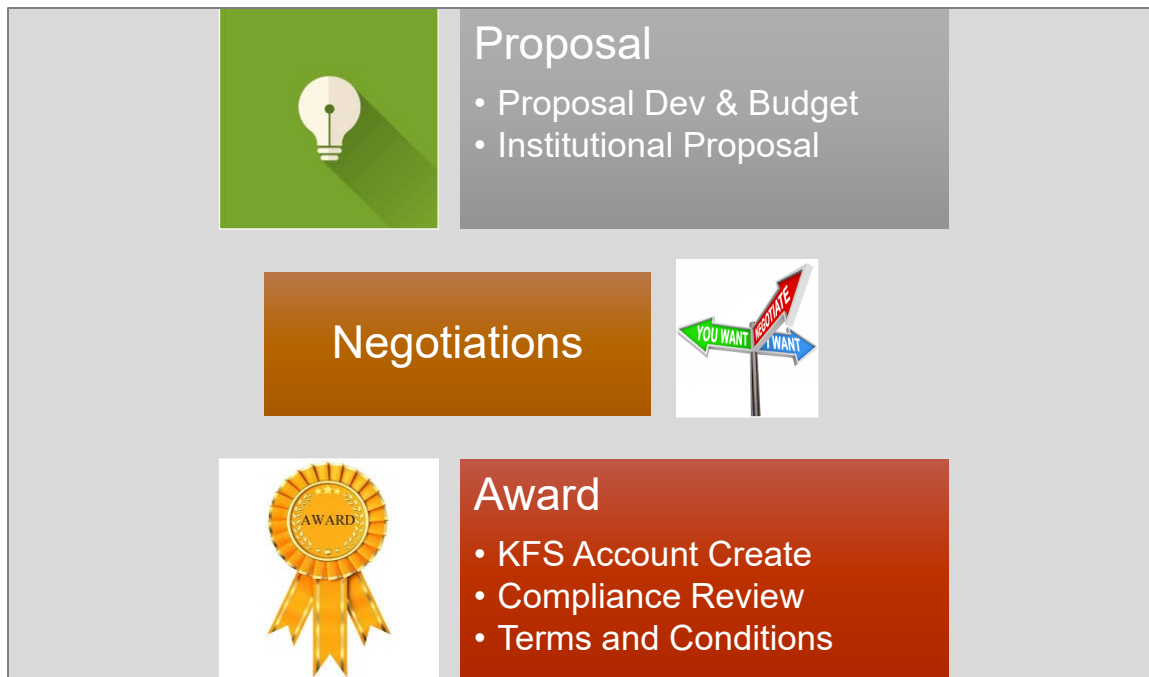 Proposal
• Proposal Dev & Budget
• Institutional Proposal
Negotiations
YOU WANT
NEGOTIATE
I WANT
AWARD
Award
• KFS Account Create
• Compliance Review
• Terms and Conditions